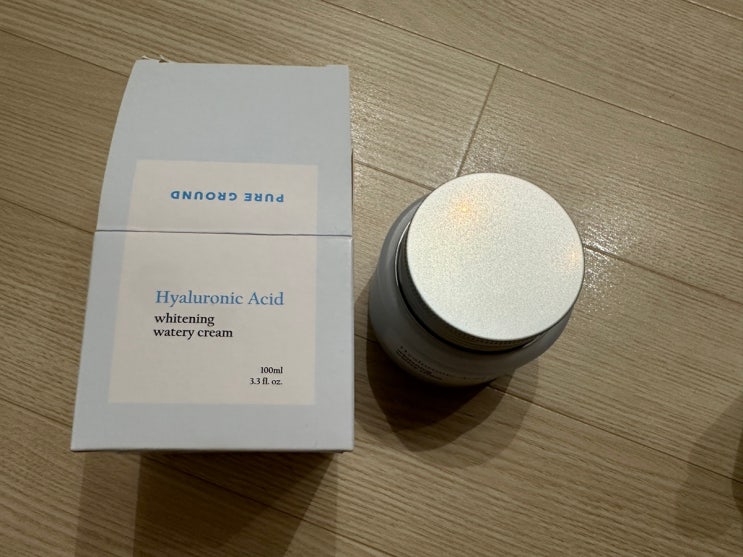 PURE GROUND
Hyaluronic Acid
whitening
watery cream
100ml
3.3 fl. oz.